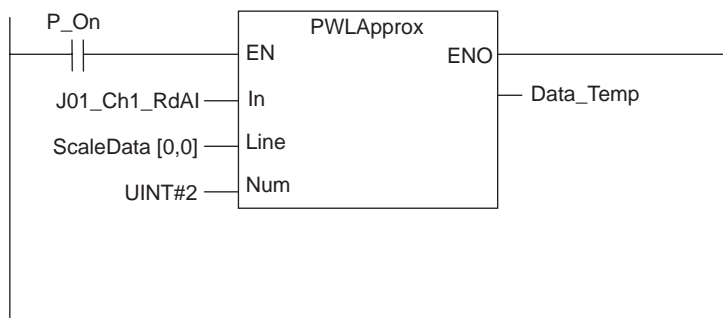 P_On
PWLApprox
EN
ENO
J01_Ch1_RdAI
In
Data_Temp
ScaleData [0,0]
Line
UINT#2
Num